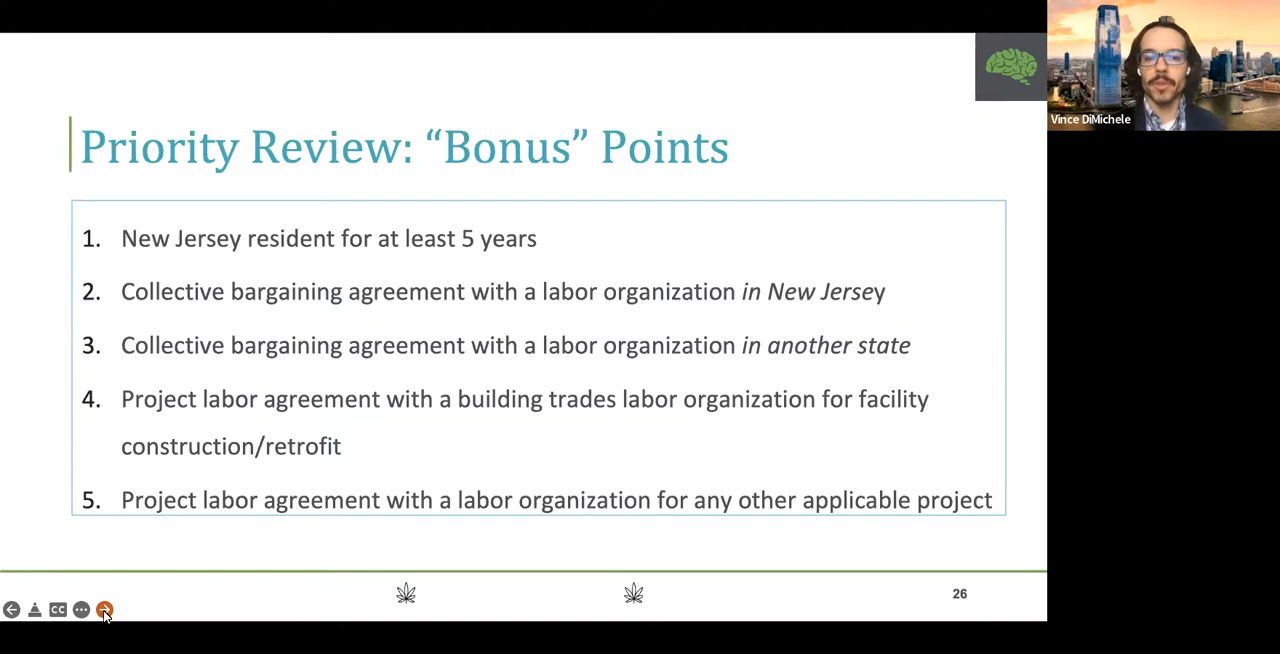 Priority Review: “Bonus” Points
1. New Jersey resident for at least 5 years
2. Collective bargaining agreement with a labor organization in New Jersey
3. Collective bargaining agreement with a labor organization in another state
4. Project labor agreement with a building trades labor organization for facility
construction/retrofit
5. Project labor agreement with a labor organization for any other applicable project
26
CC
Vince DiMichele